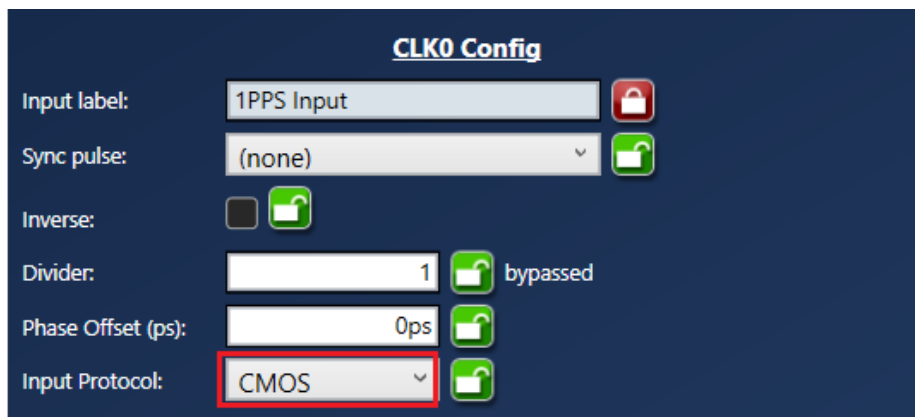 CLK0 Config
Input label: 1PPS Input
Sync pulse: (none)
Inverse:
Divider: 1 bypassed
Phase Offset (ps): 0ps
Input Protocol: CMOS